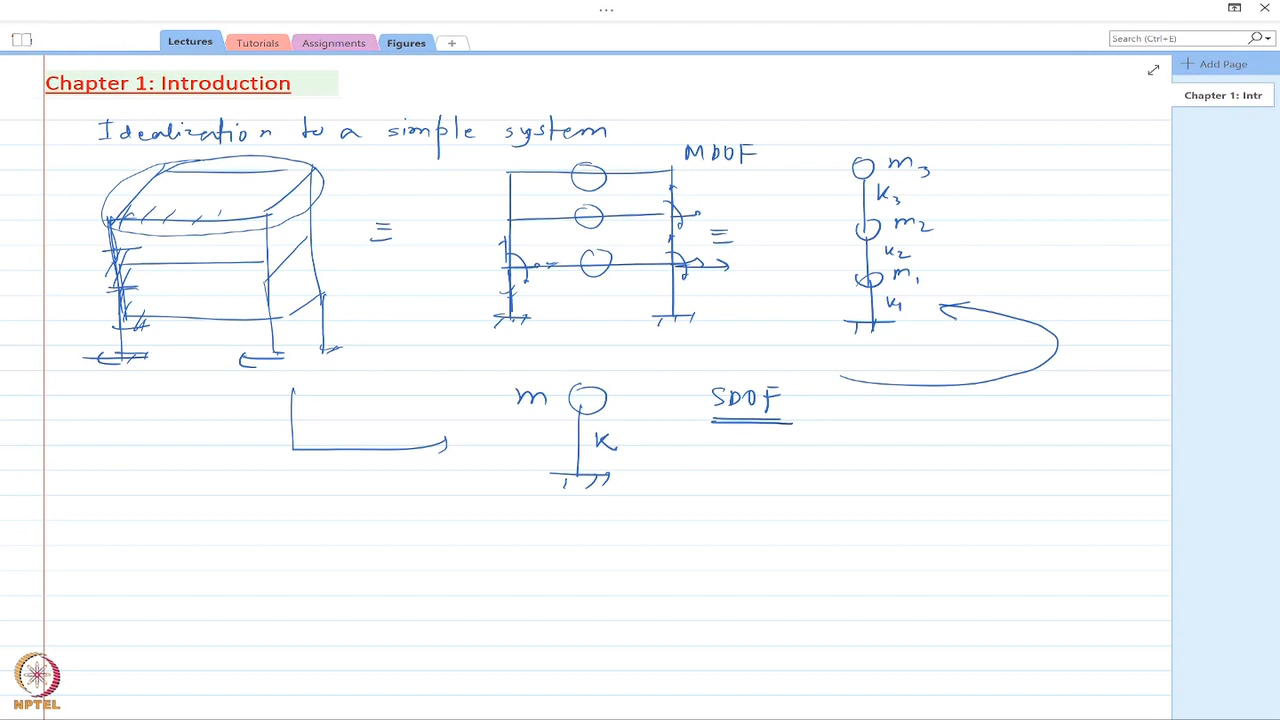 ...
Lectures
Tutorials
Assignments
Figures
+
Search (Ctrl+E)
+ Add Page
Chapter 1: Intr
Chapter 1: Introduction
Idealization to a simple system
MDOF
≡
≡
m3
K3
m2
K2
m1
K1
m
K
SDOF
NPTEL